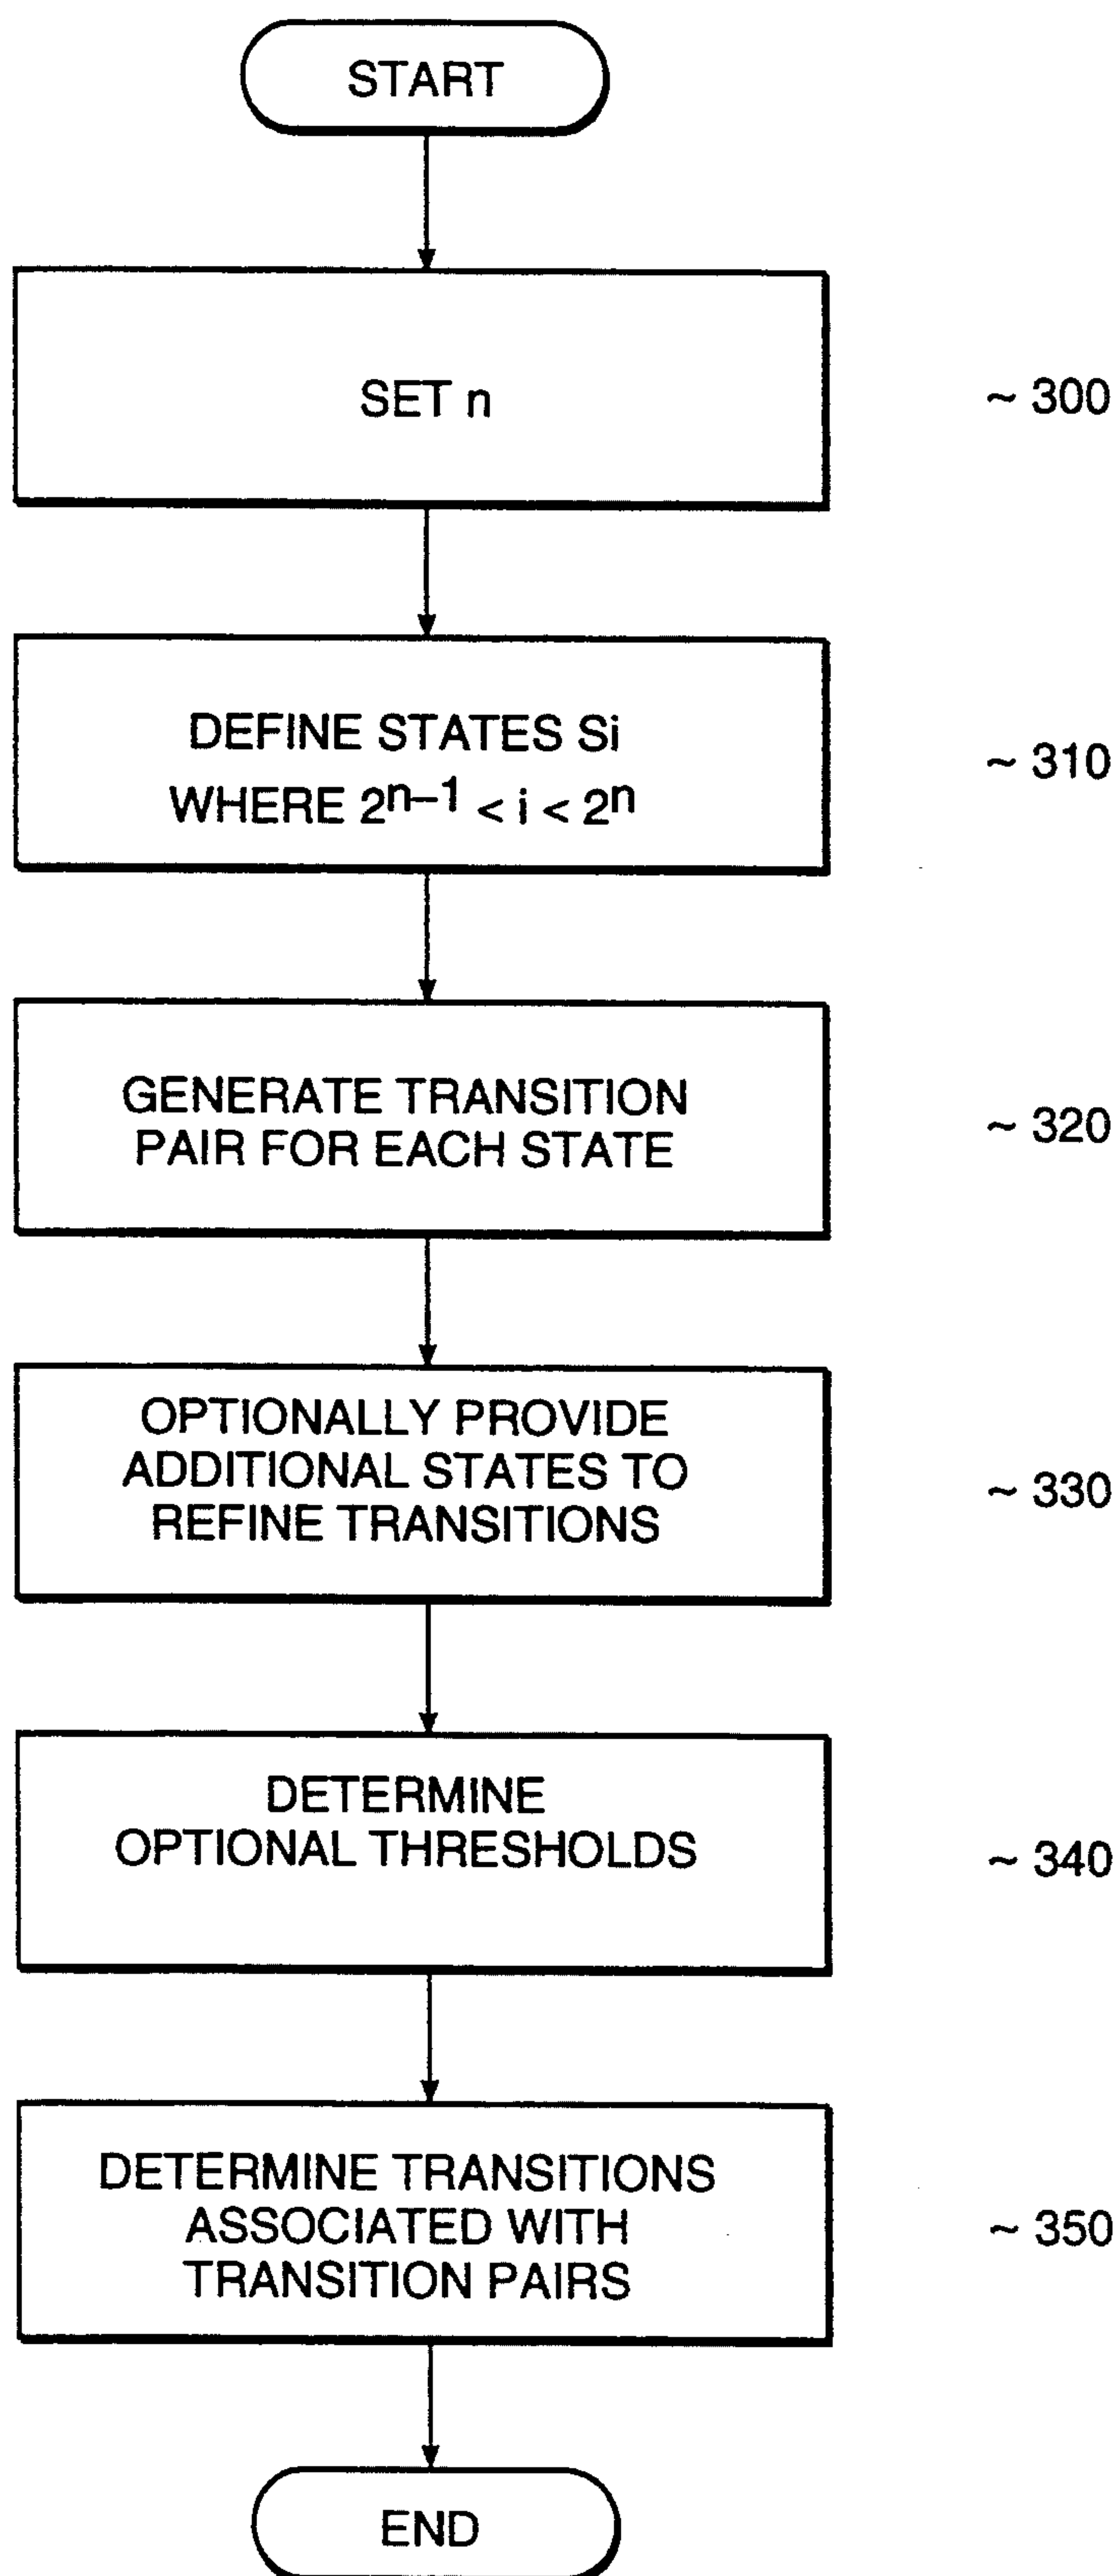 START
SET n
~ 300
DEFINE STATES Si
WHERE 2ⁿ⁻¹ < i < 2ⁿ
~ 310
GENERATE TRANSITION
PAIR FOR EACH STATE
~ 320
OPTIONALLY PROVIDE
ADDITIONAL STATES TO
REFINE TRANSITIONS
~ 330
DETERMINE
OPTIONAL THRESHOLDS
~ 340
DETERMINE TRANSITIONS
ASSOCIATED WITH
TRANSITION PAIRS
~ 350
END